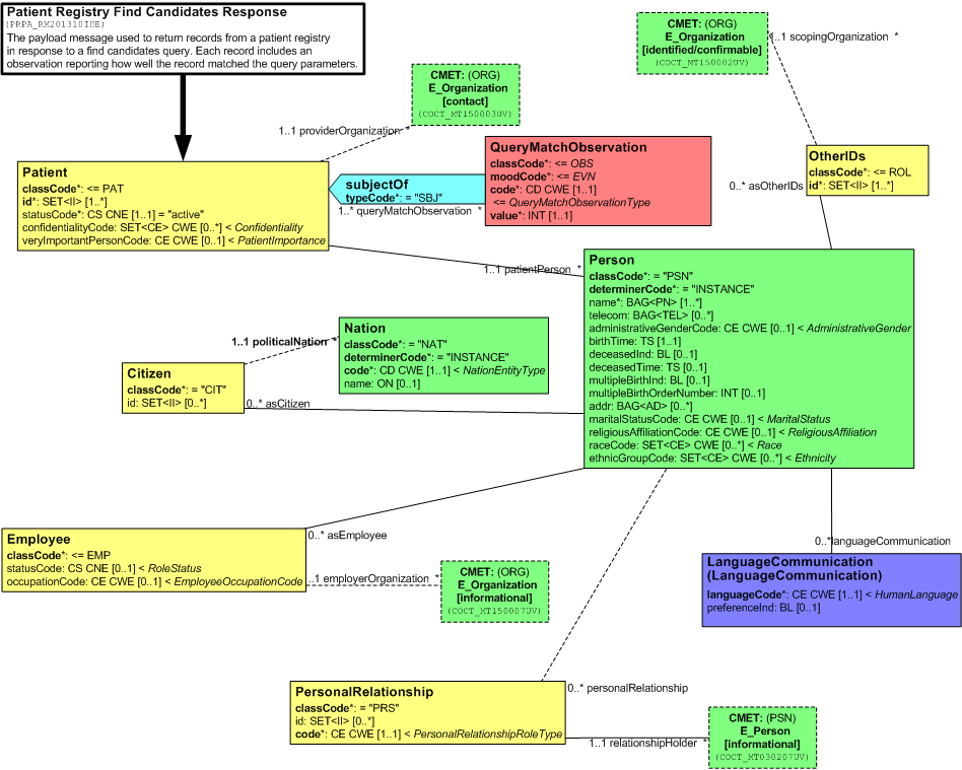 Patient Registry Find Candidates Response
(PRPA_RM201310IHE)
The payload message used to return records from a patient registry
in response to a find candidates query. Each record includes an
observation reporting how well the record matched the query parameters.
CMET: (ORG)
E_Organization
[identified/confirmable]
(COCT_MT150002UV)
1..1 scopingOrganization *
CMET: (ORG)
E_Organization
[contact]
(COCT_MT150003UV)
1..1 providerOrganization *
Patient
classCode*: <= PAT
id*: SET<II> [1..*]
statusCode*: CS CNE [1..1] = "active"
confidentialityCode: SET<CE> CWE [0..*] < Confidentiality
veryImportantPersonCode: CE CWE [0..1] < PatientImportance
subjectOf
typeCode*: = "SBJ"
1..* queryMatchObservation *
QueryMatchObservation
classCode*: <= OBS
moodCode*: <= EVN
code*: CD CWE [1..1]
<= QueryMatchObservationType
value*: INT [1..1]
OtherIDs
classCode*: <= ROL
id*: SET<II> [1..*]
0..* asOtherIDs
1..1 patientPerson *
Person
classCode*: = "PSN"
determinerCode*: = "INSTANCE"
name*: BAG<PN> [1..*]
telecom: BAG<TEL> [0..*]
administrativeGenderCode: CE CWE [0..1] < AdministrativeGender
birthTime: TS [1..1]
deceasedInd: BL [0..1]
deceasedTime: TS [0..1]
multipleBirthInd: BL [0..1]
multipleBirthOrderNumber: INT [0..1]
addr: BAG<AD> [0..*]
maritalStatusCode: CE CWE [0..1] < MaritalStatus
religiousAffiliationCode: CE CWE [0..1] < ReligiousAffiliation
raceCode: SET<CE> CWE [0..*] < Race
ethnicGroupCode: SET<CE> CWE [0..*] < Ethnicity
Nation
classCode*: = "NAT"
determinerCode*: = "INSTANCE"
code*: CD CWE [1..1] < NationEntityType
name: ON [0..1]
1..1 politicalNation *
Citizen
classCode*: = "CIT"
id: SET<II> [0..*]
0..* asCitizen
Employee
classCode*: <= EMP
statusCode: CS CNE [0..1] < RoleStatus
occupationCode: CE CWE [0..1] < EmployeeOccupationCode
0..* asEmployee
..1 employerOrganization *
CMET: (ORG)
E_Organization
[informational]
(COCT_MT150007UV)
0..* languageCommunication
LanguageCommunication
(LanguageCommunication)
languageCode*: CE CWE [1..1] < HumanLanguage
preferenceInd: BL [0..1]
PersonalRelationship
classCode*: = "PRS"
id: SET<II> [0..*]
code*: CE CWE [1..1] < PersonalRelationshipRoleType
0..* personalRelationship
1..1 relationshipHolder *
CMET: (PSN)
E_Person
[informational]
(COCT_MT030207UV)